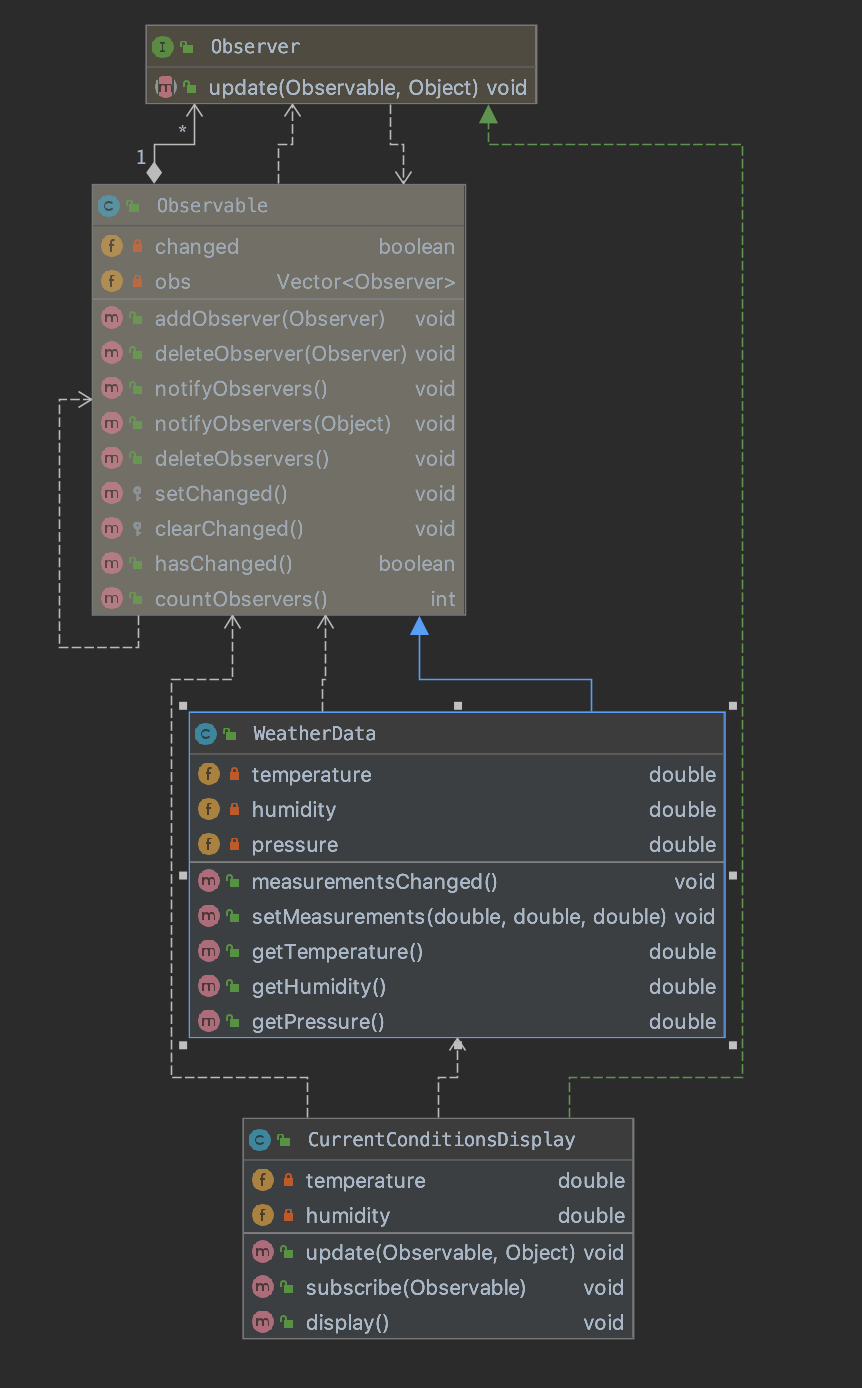 Observer
update(Observable, Object) void
*
1
Observable
changed boolean
obs Vector<Observer>
addObserver(Observer) void
deleteObserver(Observer) void
notifyObservers() void
notifyObservers(Object) void
deleteObservers() void
setChanged() void
clearChanged() void
hasChanged() boolean
countObservers() int
WeatherData
temperature double
humidity double
pressure double
measurementsChanged() void
setMeasurements(double, double, double) void
getTemperature() double
getHumidity() double
getPressure() double
CurrentConditionsDisplay
temperature double
humidity double
update(Observable, Object) void
subscribe(Observable) void
display() void